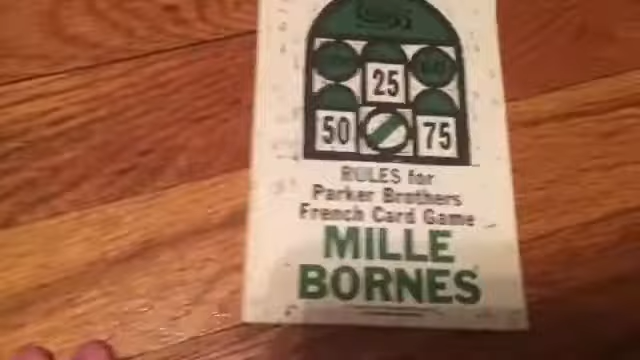 25
50
75
RULES for
Parker Brothers
French Card Game
MILLE
BORNES